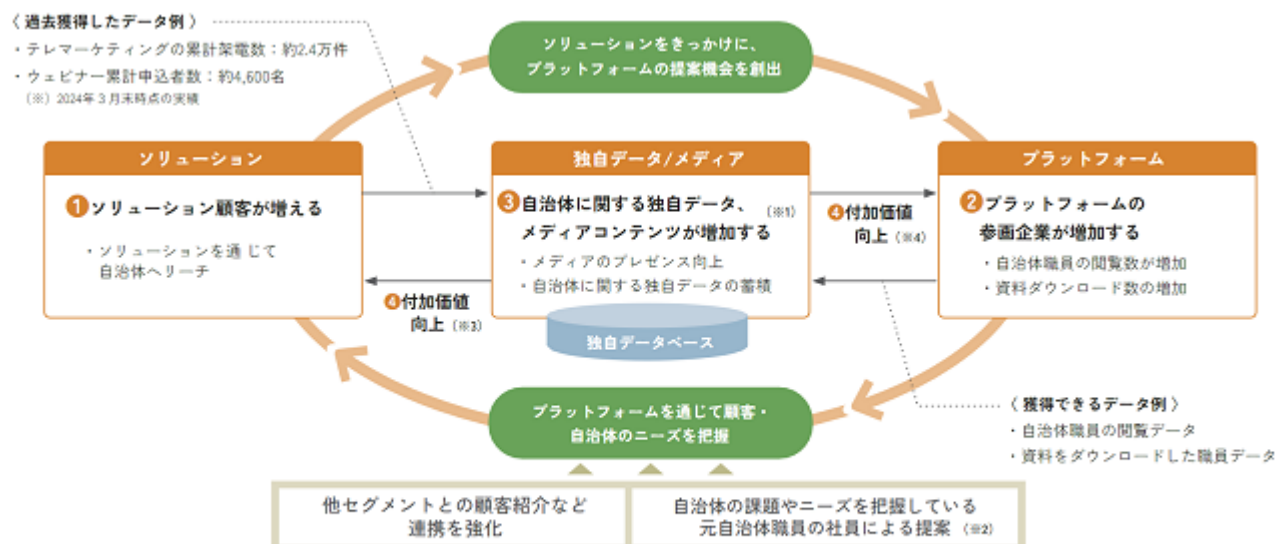 〈 過去獲得したデータ例 〉
・テレマーケティングの累計架電数：約2.4万件
・ウェビナー累計申込者数：約4,600名
（※）2024年３月末時点の実績
ソリューションをきっかけに、
プラットフォームの提案機会を創出
ソリューション
❶ソリューション顧客が増える
・ソリューションを通じて
自治体へリーチ
独自データ/メディア
❸自治体に関する独自データ、（※1）
メディアコンテンツが増加する
・メディアのプレゼンス向上
・自治体に関する独自データの蓄積
独自データベース
プラットフォーム
❷プラットフォームの
参画企業が増加する
・自治体職員の閲覧数が増加
・資料ダウンロード数の増加
❹付加価値
向上（※4）
❹付加価値
向上（※3）
プラットフォームを通じて顧客・
自治体のニーズを把握
〈 獲得できるデータ例 〉
・自治体職員の閲覧データ
・資料をダウンロードした職員データ
他セグメントとの顧客紹介など
連携を強化
自治体の課題やニーズを把握している
元自治体職員の社員による提案（※2）